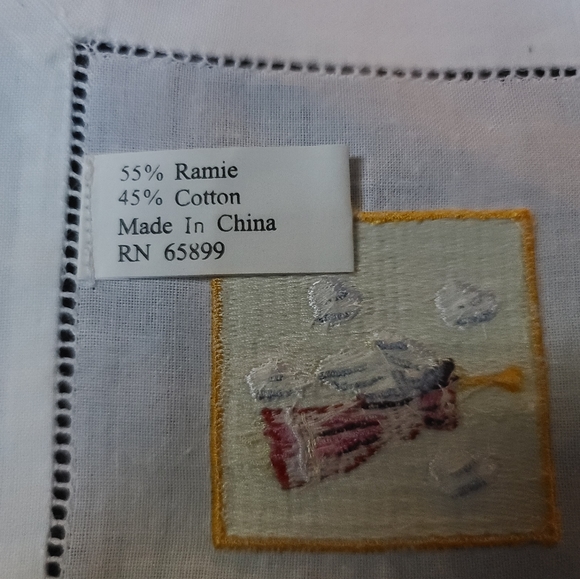 55% Ramie
45% Cotton
Made In China
RN 65899